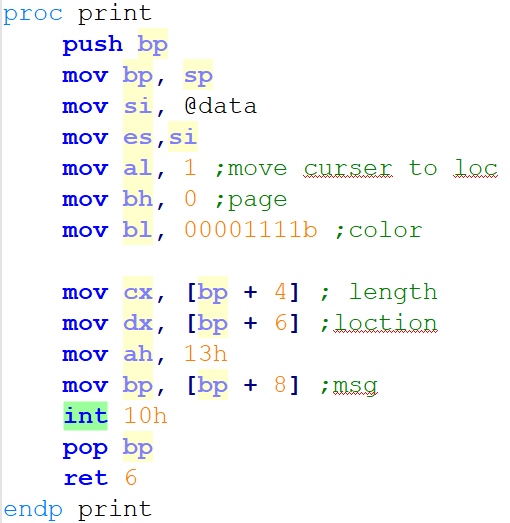 proc print
push bp
mov bp, sp
mov si, @data
mov es,si
mov al, 1 ;move curser to loc
mov bh, 0 ;page
mov bl, 00001111b ;color
mov cx, [bp + 4] ; length
mov dx, [bp + 6] ;loction
mov ah, 13h
mov bp, [bp + 8] ;msg
int 10h
pop bp
ret 6
endp print